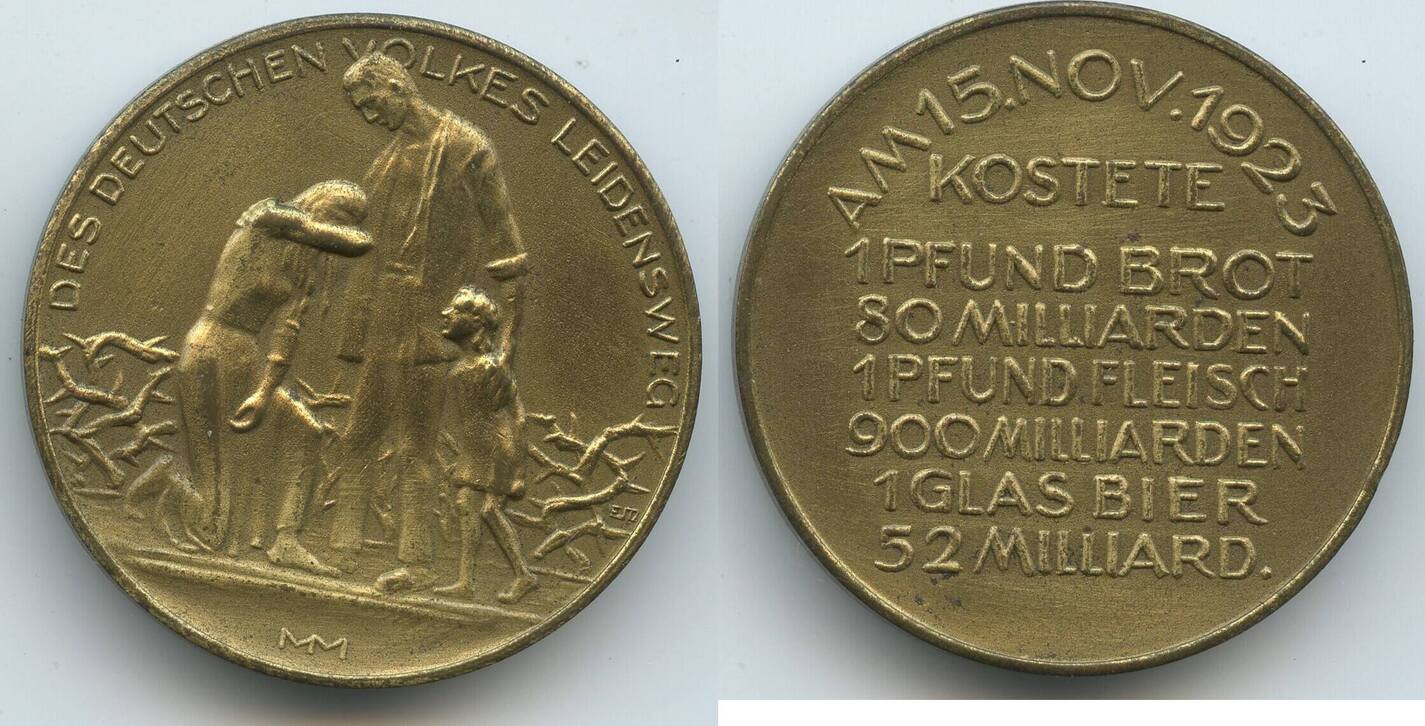 DES DEUTSCHEN VOLKES LEIDENSWEG
MM
AM 15. NOV. 1923
KOSTETE
1 PFUND BROT
80 MILLIARDEN
1 PFUND FLEISCH
900 MILLIARDEN
1 GLAS BIER
52 MILLIARD.